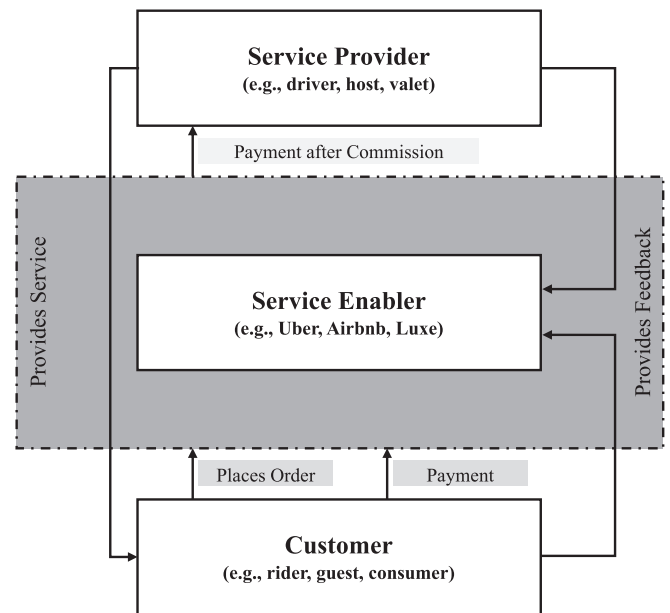 Service Provider
(e.g., driver, host, valet)
Payment after Commission
Provides Service
Service Enabler
(e.g., Uber, Airbnb, Luxe)
Provides Feedback
Places Order
Payment
Customer
(e.g., rider, guest, consumer)